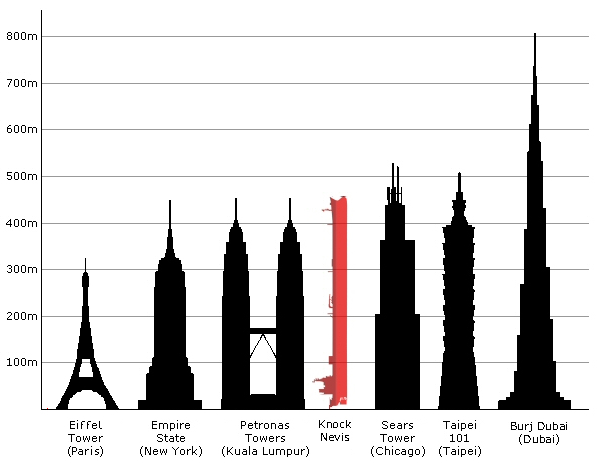 800m
700m
600m
500m
400m
300m
200m
100m
Eiffel
Tower
(Paris)
Empire
State
(New York)
Petronas
Towers
(Kuala Lumpur)
Knock
Nevis
Sears
Tower
(Chicago)
Taipei
101
(Taipei)
Burj Dubai
(Dubai)